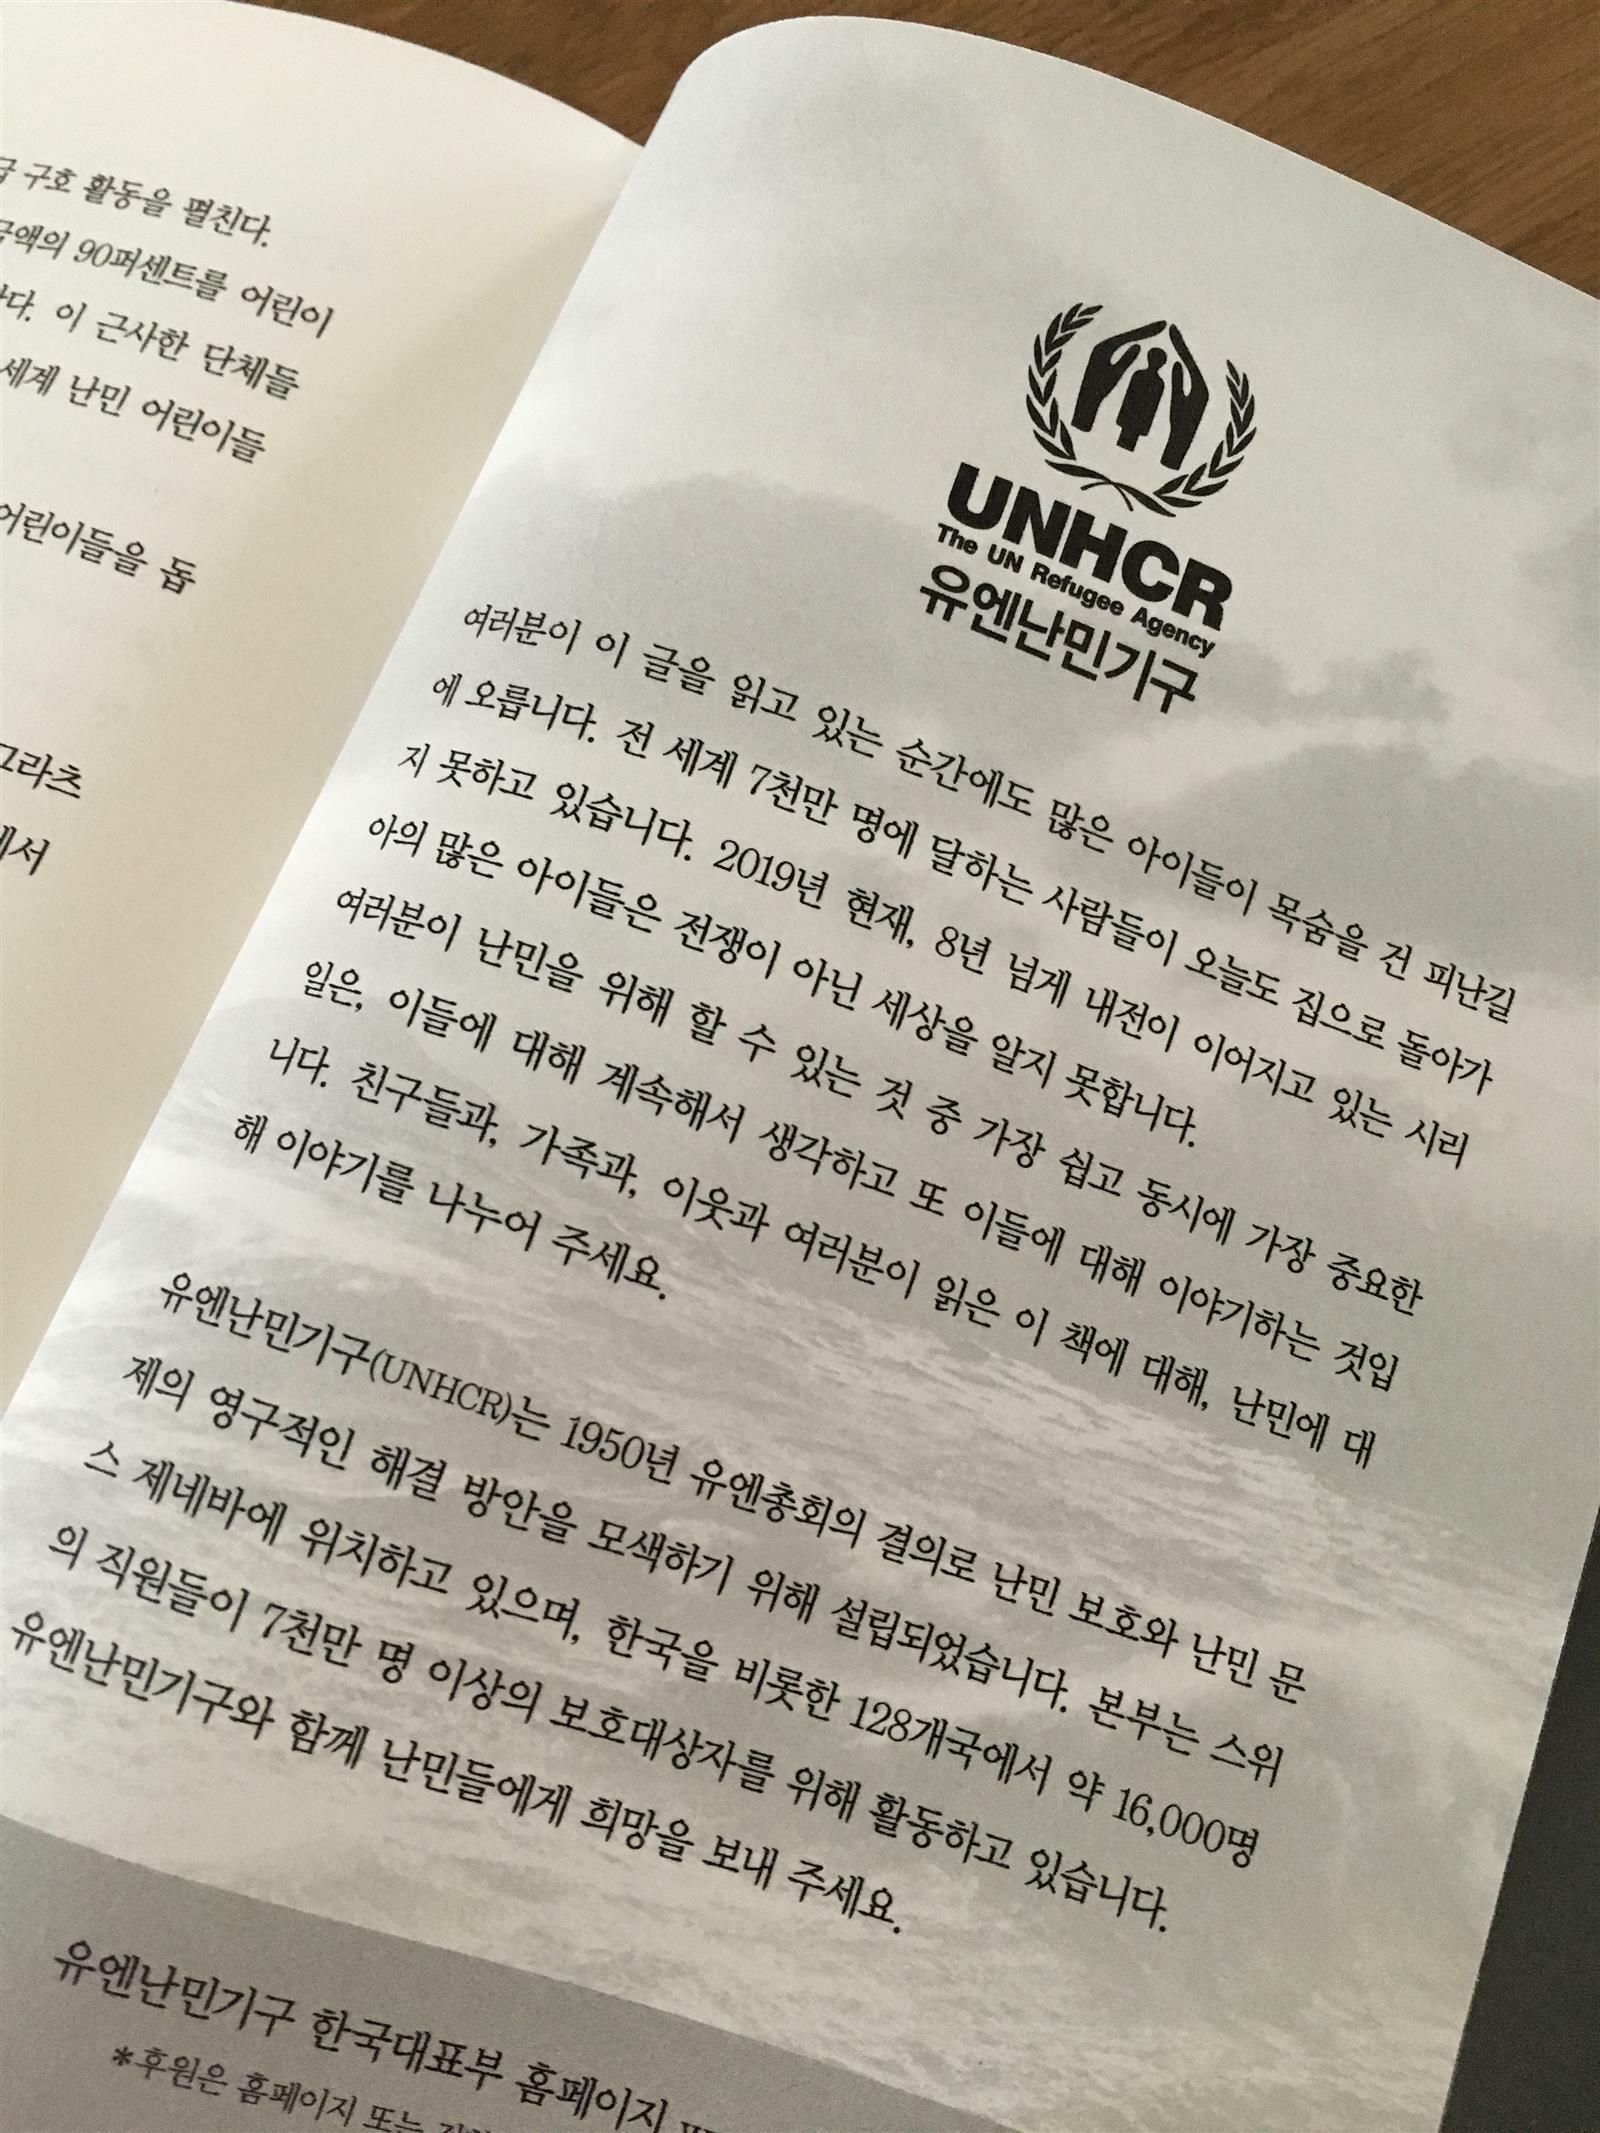 구호 활동을 펼친다.
금액의 90퍼센트를 어린이
이 근사한 단체들
세계 난민 어린이들
어린이들을 돕
그라츠
에서
UNHCR
The UN Refugee Agency
유엔난민기구
여러분이 이 글을 읽고 있는 순간에도 많은 아이들이 목숨을 건 피난길
에 오릅니다. 전 세계 7천만 명에 달하는 사람들이 오늘도 집으로 돌아가
지 못하고 있습니다. 2019년 현재, 8년 넘게 내전이 이어지고 있는 시리
아의 많은 아이들은 전쟁이 아닌 세상을 알지 못합니다.
여러분이 난민을 위해 할 수 있는 것 중 가장 쉽고 동시에 가장 중요한
일은, 이들에 대해 계속해서 생각하고 또 이들에 대해 이야기하는 것입
니다. 친구들과, 가족과, 이웃과 여러분이 읽은 이 책에 대해, 난민에 대
해 이야기를 나누어 주세요.
유엔난민기구(UNHCR)는 1950년 유엔총회의 결의로 난민 보호와 난민 문
제의 영구적인 해결 방안을 모색하기 위해 설립되었습니다. 본부는 스위
스 제네바에 위치하고 있으며, 한국을 비롯한 128개국에서 약 16,000명
의 직원들이 7천만 명 이상의 보호대상자를 위해 활동하고 있습니다.
유엔난민기구와 함께 난민들에게 희망을 보내 주세요.
유엔난민기구 한국대표부 홈페이지
*후원은 홈페이지 또는